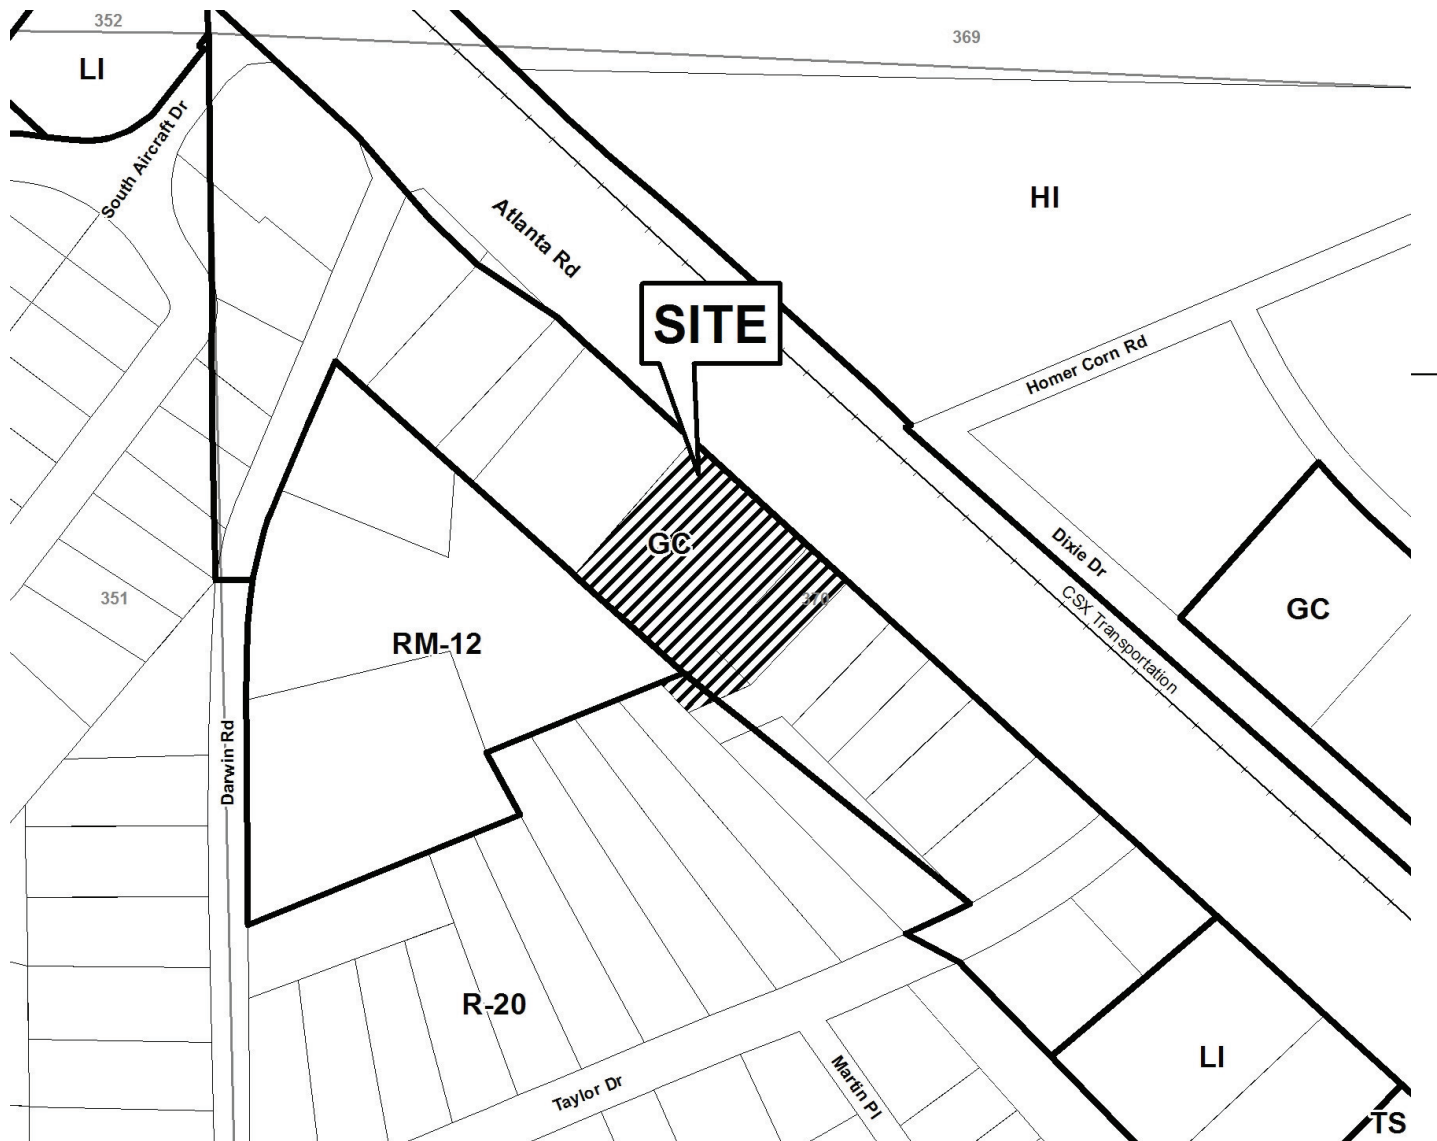 352
369
LI
South Aircraft Dr
HI
Atlanta Rd
SITE
Homer Corn Rd
GC
Dixie Dr
351
370
CSX Transportation
GC
RM-12
Darwin Rd
R-20
LI
Taylor Dr
Martin Pl
TS